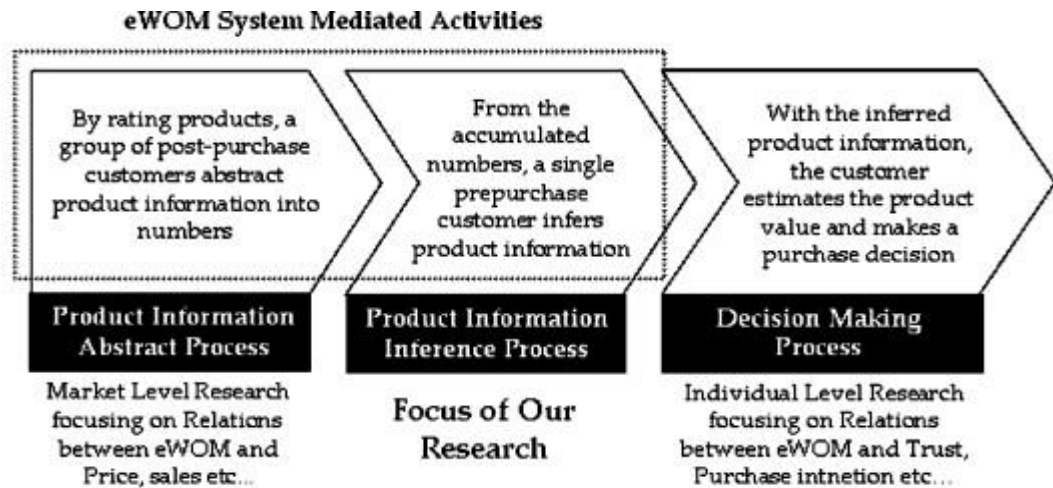 eWOM System Mediated Activities
By rating products, a
group of post-purchase
customers abstract
product information into
numbers
From the
accumulated
numbers, a single
prepurchase
customer infers
product information
With the inferred
product information,
the customer
estimates the product
value and makes a
purchase decision
Product Information
Abstract Process
Product Information
Inference Process
Decision Making
Process
Market Level Research
focusing on Relations
between eWOM and
Price, sales etc...
Focus of Our
Research
Individual Level Research
focusing on Relations
between eWOM and Trust,
Purchase intnetion etc...